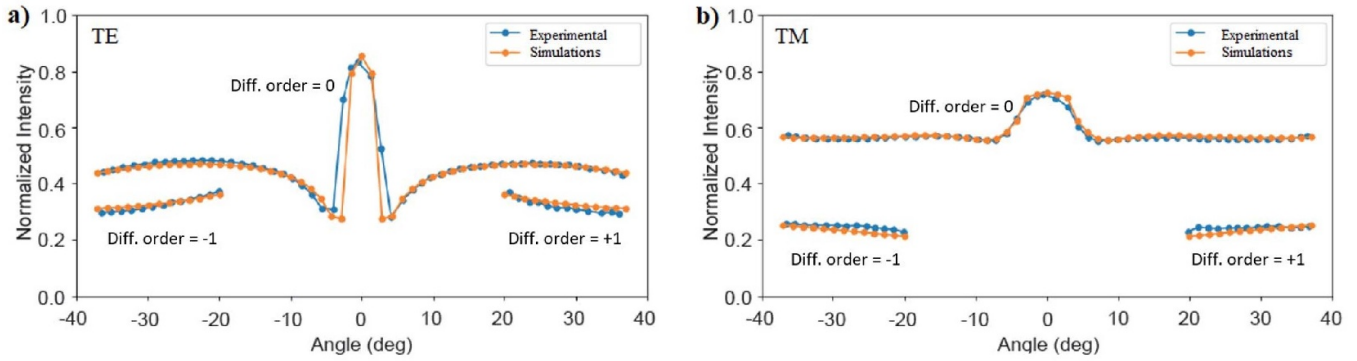 a)
TE
Experimental
Simulations
Diff. order = 0
Diff. order = -1
Diff. order = +1
Normalized Intensity
1.0
0.8
0.6
0.4
0.2
0.0
-40
-30
-20
-10
0
10
20
30
40
Angle (deg)
b)
TM
Experimental
Simulations
Diff. order = 0
Diff. order = -1
Diff. order = +1
Normalized Intensity
1.0
0.8
0.6
0.4
0.2
0.0
-40
-30
-20
-10
0
10
20
30
40
Angle (deg)